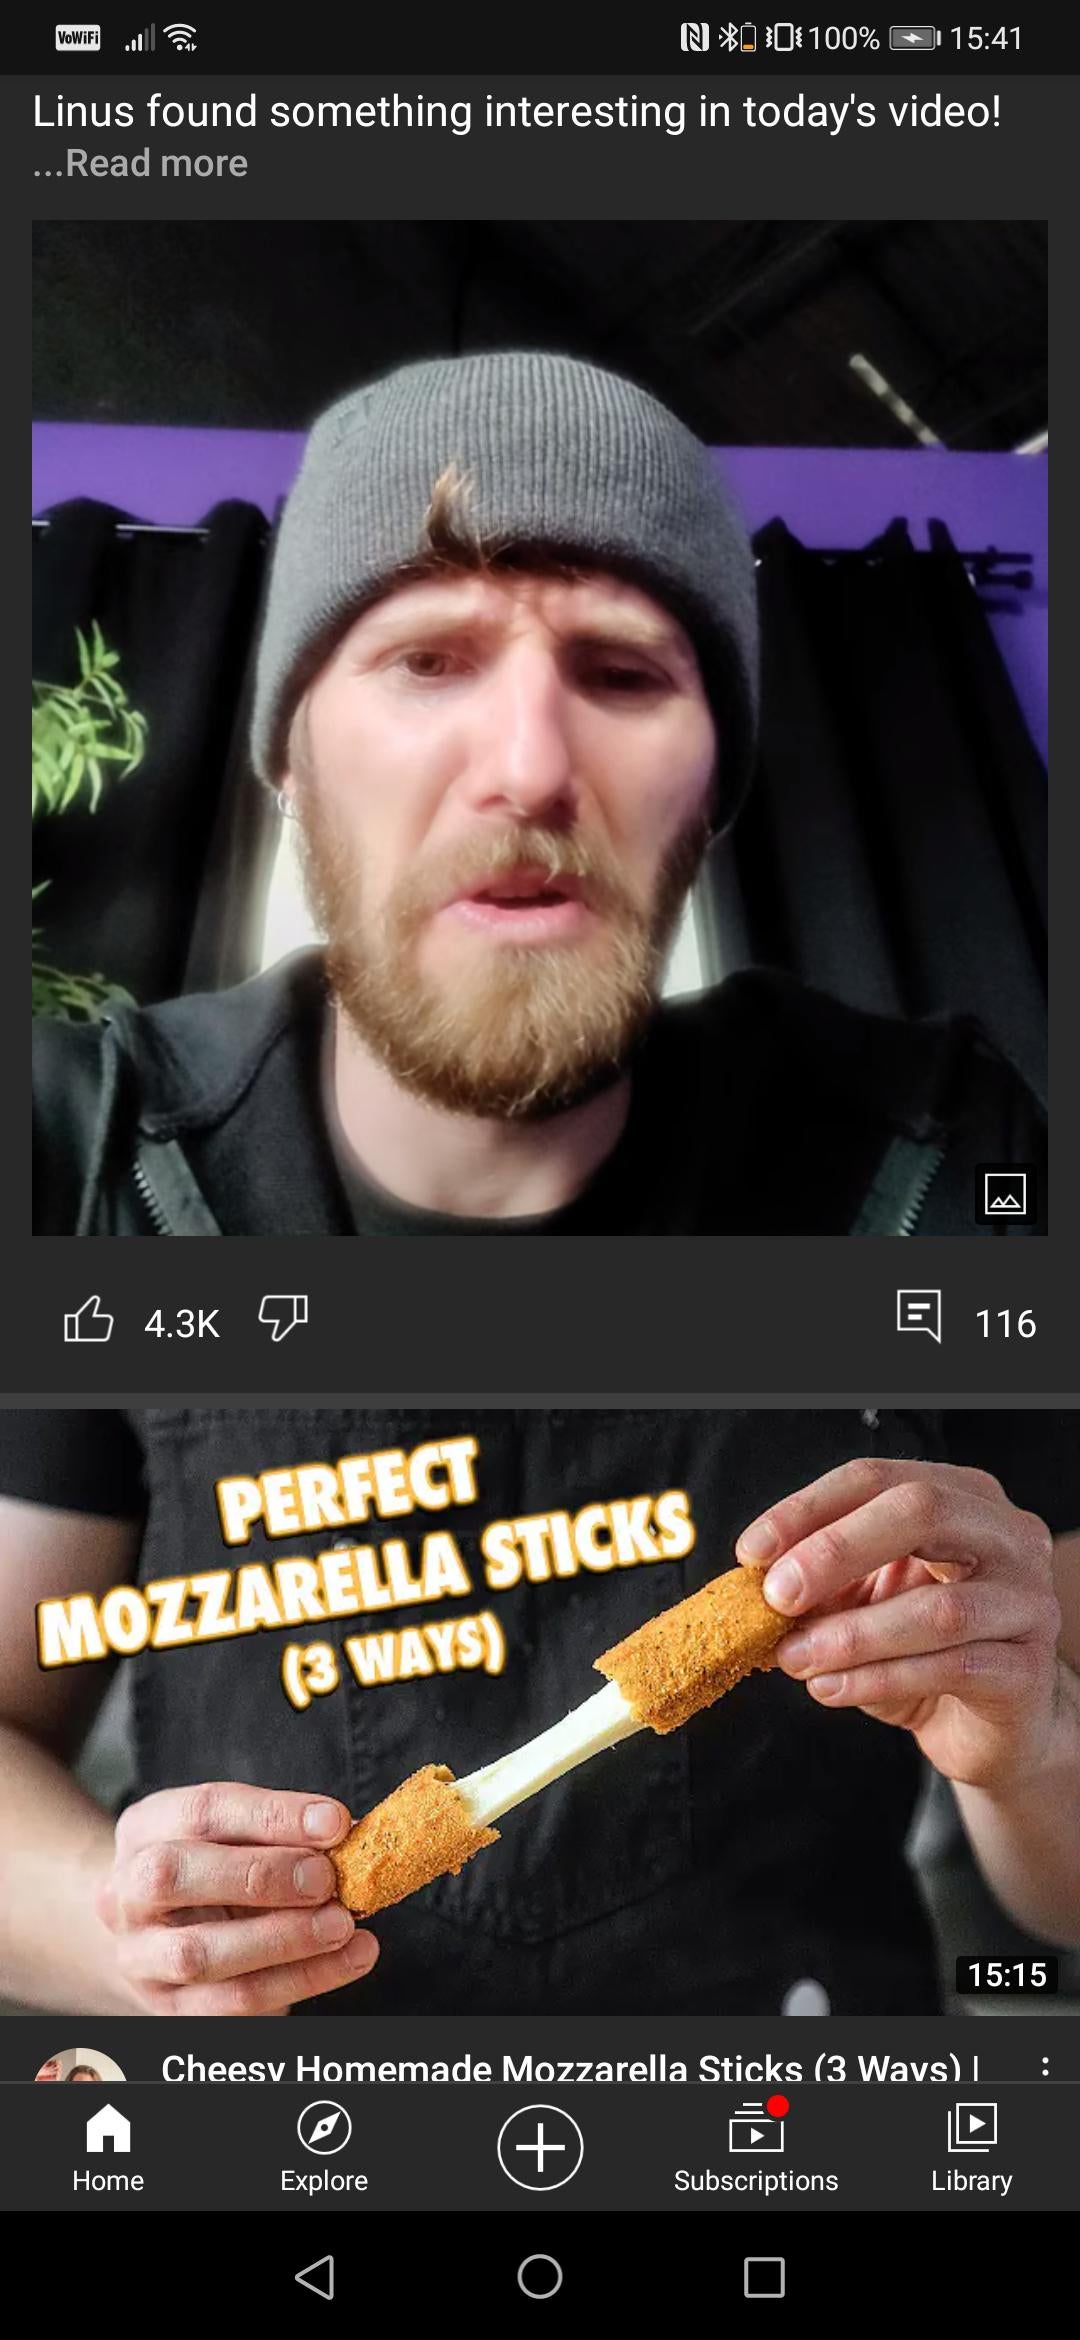 VoWiFi 100% 15:41
Linus found something interesting in today's video!
...Read more
4.3K 116
PERFECT
MOZZARELLA STICKS
(3 WAYS)
15:15
Cheesy Homemade Mozzarella Sticks (3 Ways) |
Home Explore Subscriptions Library